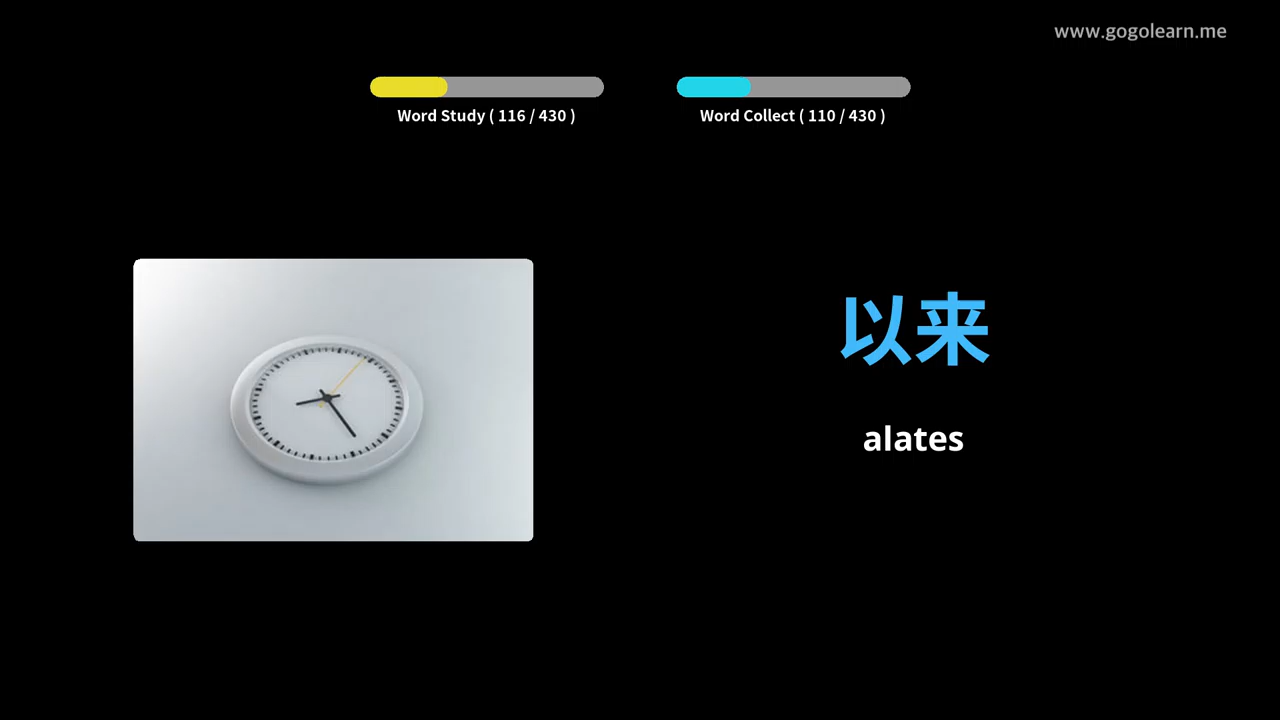 www.gogolearn.me
Word Study ( 116 / 430 )
Word Collect ( 110 / 430 )
以来
alates